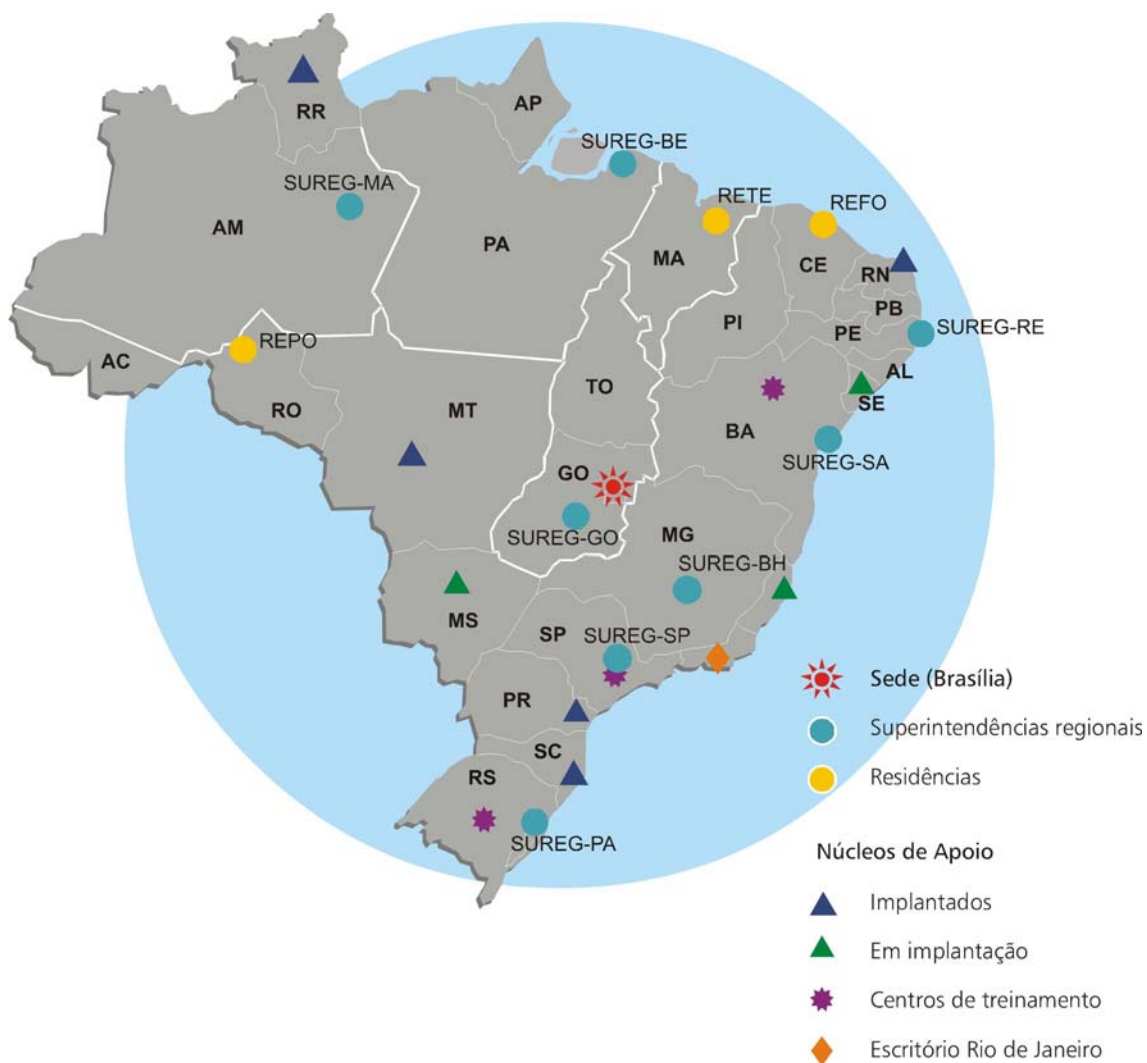 RR
AP
SUREG-BE
SUREG-MA
RETE
REFO
AM
PA
MA
CE
RN
PB
PI
PE
SUREG-RE
REPO
AC
AL
TO
SE
RO
MT
BA
SUREG-SA
GO
SUREG-GO
MG
SUREG-BH
MS
SP
SUREG-SP
PR
SC
RS
SUREG-PA
Sede (Brasília)
Superintendências regionais
Residências
Núcleos de Apoio
Implantados
Em implantação
Centros de treinamento
Escritório Rio de Janeiro